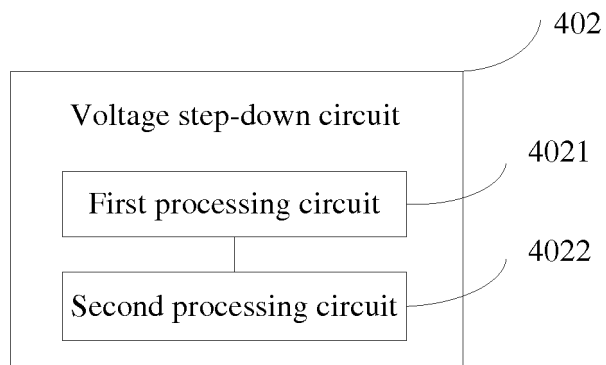 402
Voltage step-down circuit
4021
First processing circuit
4022
Second processing circuit